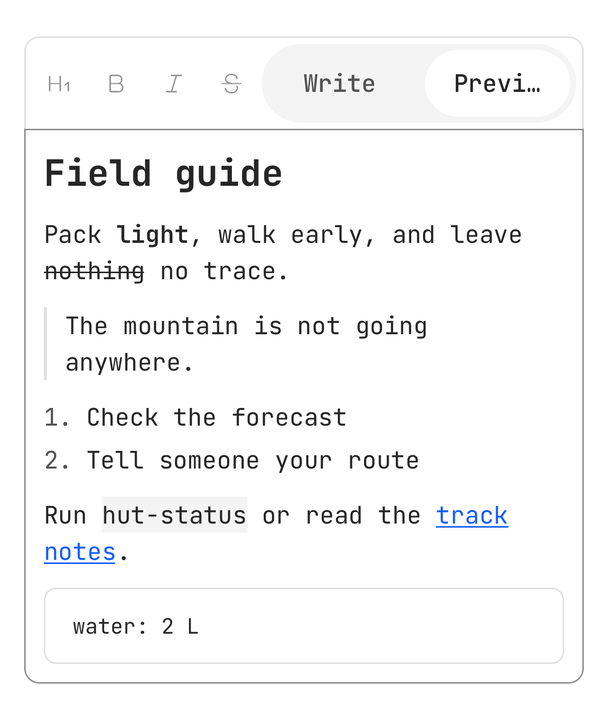 H1 B I S Write Previ…
Field guide
Pack light, walk early, and leave
nothing no trace.
The mountain is not going
anywhere.
1. Check the forecast
2. Tell someone your route
Run hut-status or read the track
notes.
water: 2 L